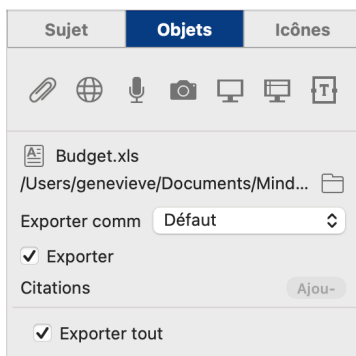 Sujet Objets Icônes
T
Budget.xls
/Users/genevieve/Documents/Mind...
Exporter comm Défaut
Exporter
Citations Ajou-
Exporter tout